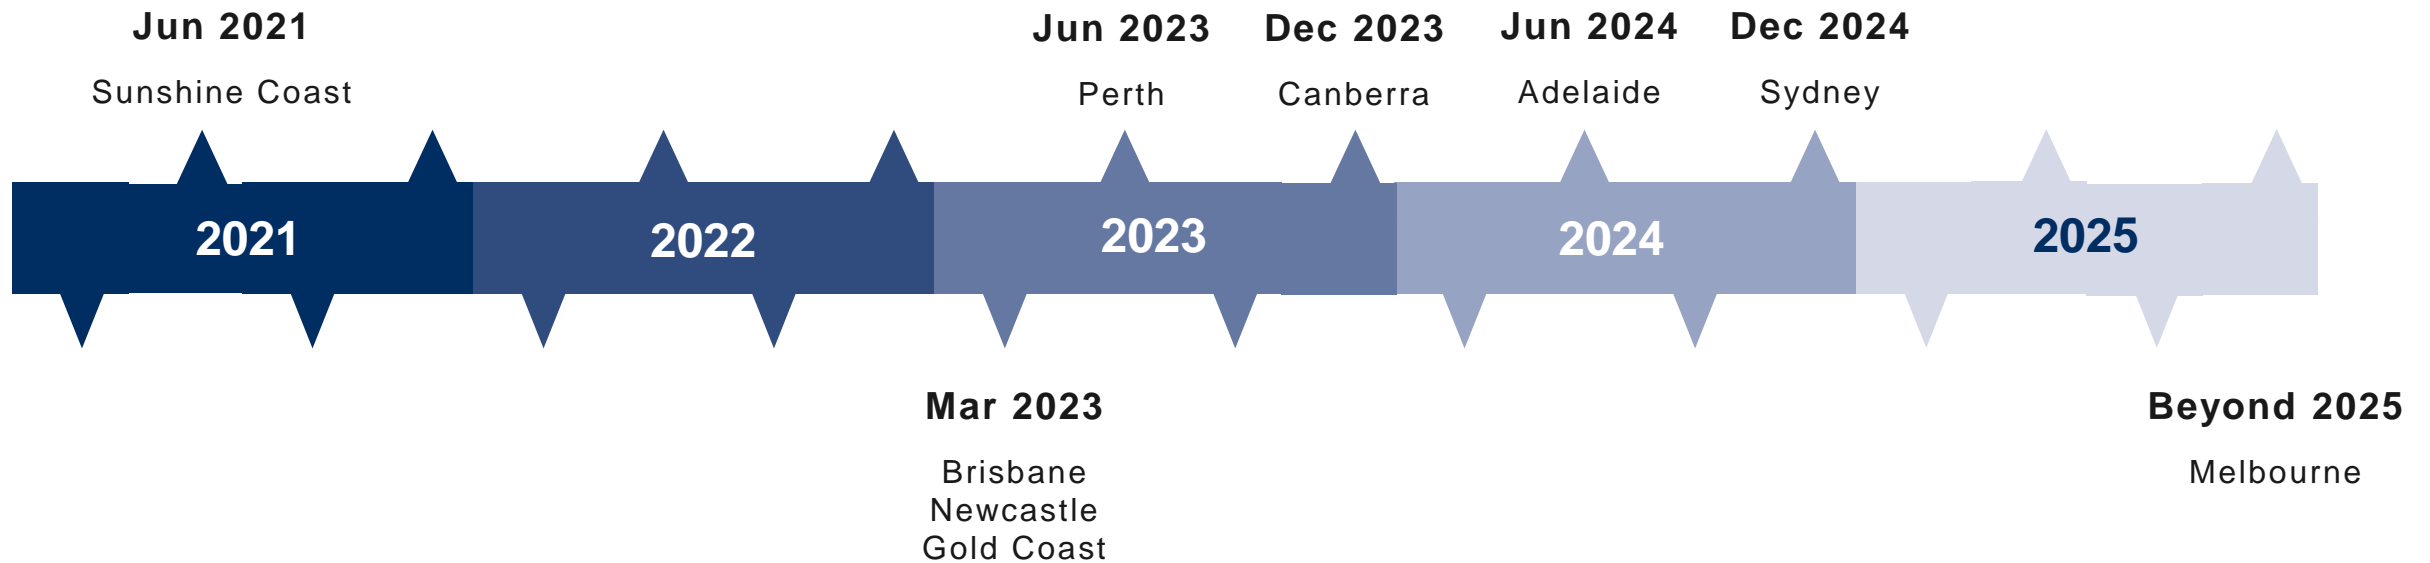 Jun 2021
Sunshine Coast
Jun 2023
Perth
Dec 2023
Canberra
Jun 2024
Adelaide
Dec 2024
Sydney
2021
2022
2023
2024
2025
Mar 2023
Brisbane
Newcastle
Gold Coast
Beyond 2025
Melbourne